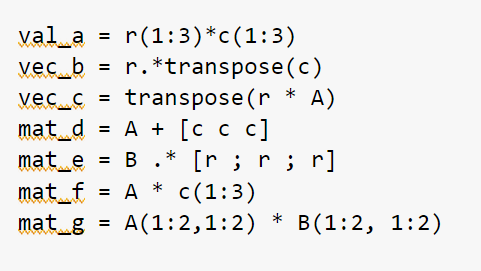 val_a = r(1:3)*c(1:3)
vec_b = r.*transpose(c)
vec_c = transpose(r * A)
mat_d = A + [c c c]
mat_e = B .* [r ; r ; r]
mat_f = A * c(1:3)
mat_g = A(1:2,1:2) * B(1:2, 1:2)